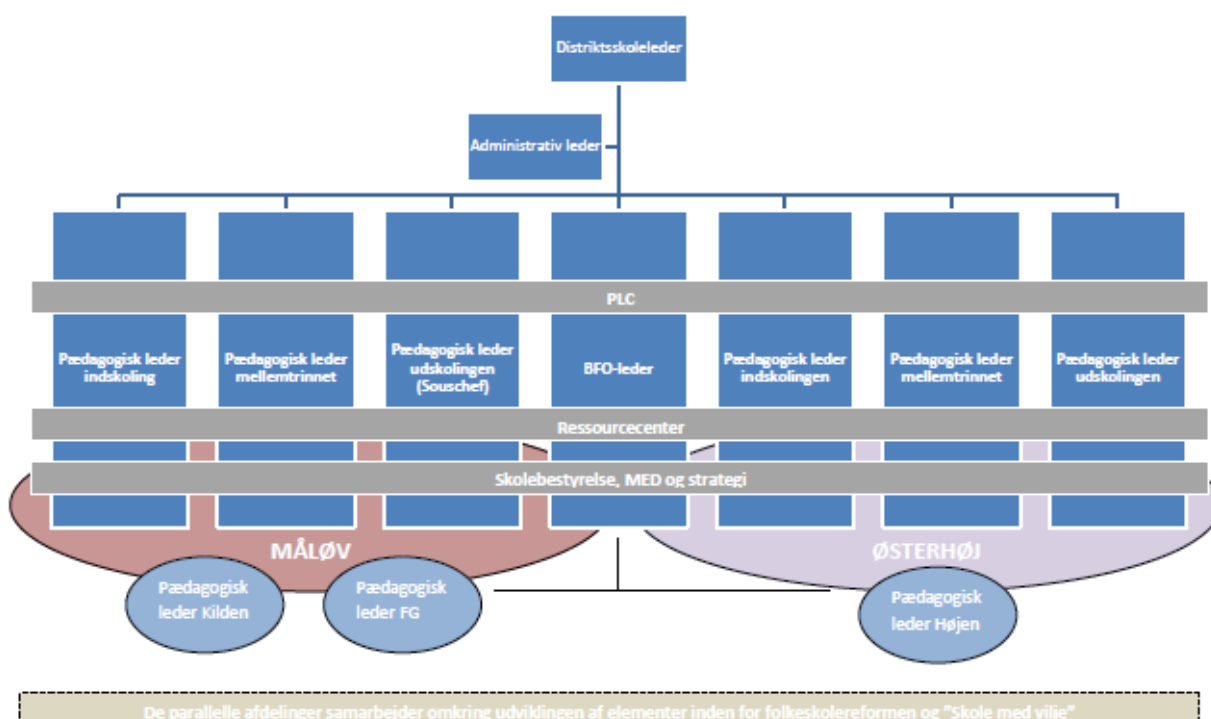 Distriktsskoleleder
Administrativ leder
PLC
Pædagogisk leder
indskoling
Pædagogisk leder
mellemtrinnet
Pædagogisk leder
udskolingen
(Souschef)
BFO-leder
Pædagogisk leder
indskolingen
Pædagogisk leder
mellemtrinnet
Pædagogisk leder
udskolingen
Ressourcecenter
Skolebestyrelse, MED og strategi
MÅLØV
ØSTERHØJ
Pædagogisk
leder Kilden
Pædagogisk
leder FG
Pædagogisk
leder Højen
De parallelle afdelinger samarbejder omkring udviklingen af elementer inden for folkeskolereformen og "Skole med vilje"